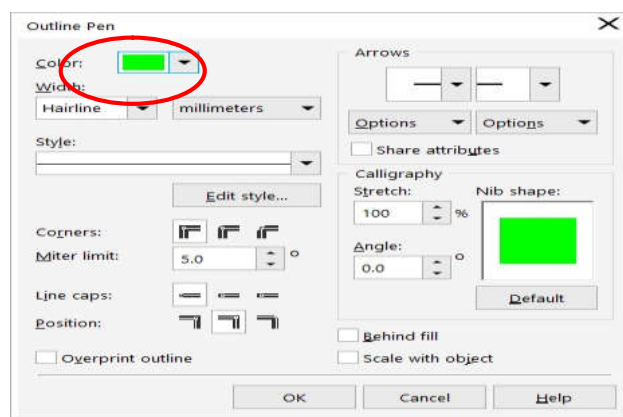 Outline Pen
Color:
Width:
Hairline
millimeters
Style:
Edit style...
Corners:
Miter limit:
5.0
°
Line caps:
Position:
Overprint outline
Arrows
Options
Options
Share attributes
Calligraphy
Stretch:
Nib shape:
100
%
Angle:
0.0
°
Default
Behind fill
Scale with object
OK
Cancel
Help